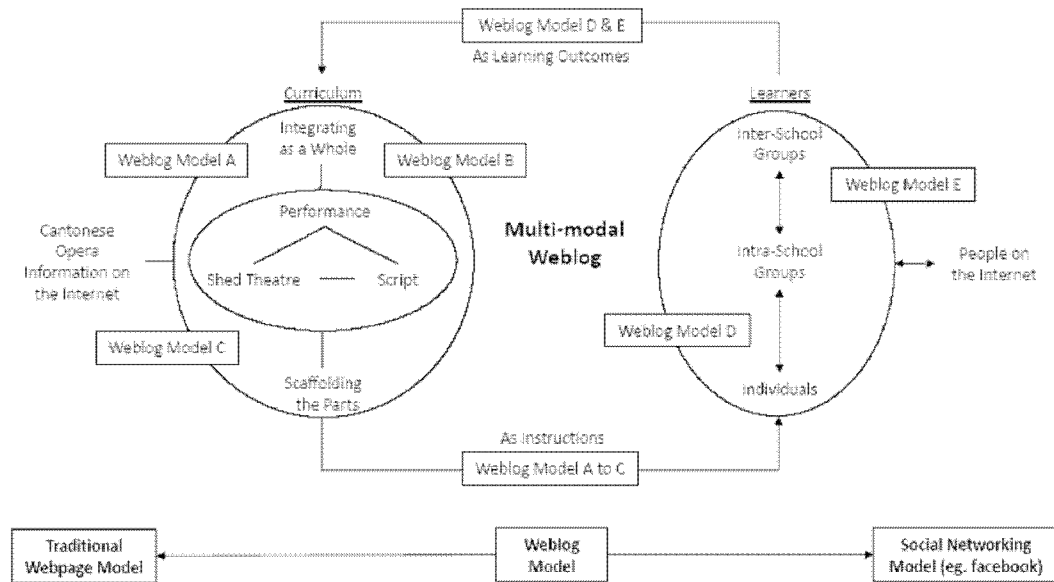 Weblog Model D & E
As Learning Outcomes
Curriculum
Learners
Integrating
as a Whole
Inter-School
Groups
Weblog Model A
Weblog Model B
Weblog Model E
Performance
Cantonese
Opera
Information on
the Internet
Multi-modal
Weblog
Intra-School
Groups
People on
the Internet
Shed Theatre
Script
Weblog Model C
Weblog Model D
Scaffolding
the Parts
Individuals
As Instructions
Weblog Model A to C
Traditional
Webpage Model
Weblog
Model
Social Networking
Model (eg. facebook)